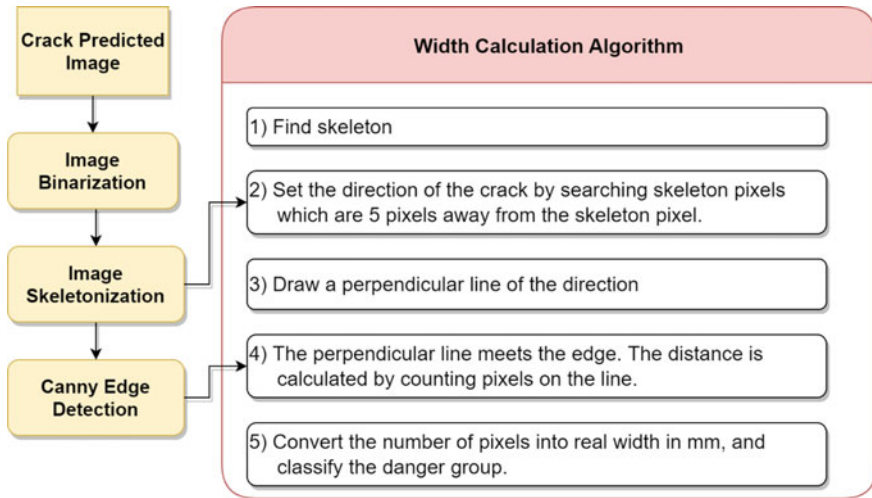 Crack Predicted
Image
Image
Binarization
Image
Skeletonization
Canny Edge
Detection
Width Calculation Algorithm
1) Find skeleton
2) Set the direction of the crack by searching skeleton pixels
which are 5 pixels away from the skeleton pixel.
3) Draw a perpendicular line of the direction
4) The perpendicular line meets the edge. The distance is
calculated by counting pixels on the line.
5) Convert the number of pixels into real width in mm, and
classify the danger group.